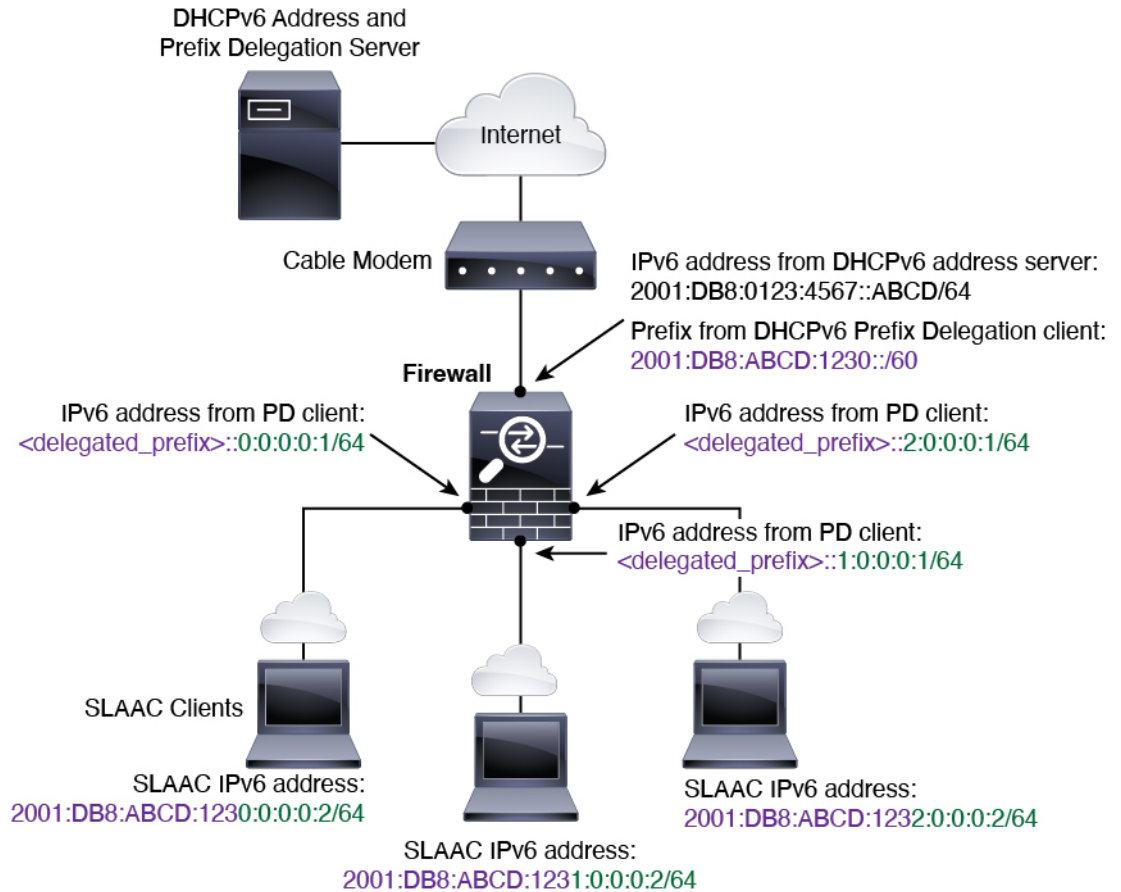 DHCPv6 Address and
Prefix Delegation Server
Internet
Cable Modem
IPv6 address from DHCPv6 address server:
2001:DB8:0123:4567::ABCD/64
Prefix from DHCPv6 Prefix Delegation client:
2001:DB8:ABCD:1230::/60
Firewall
IPv6 address from PD client:
<delegated_prefix>::0:0:0:0:1/64
IPv6 address from PD client:
<delegated_prefix>::2:0:0:0:1/64
IPv6 address from PD client:
<delegated_prefix>::1:0:0:0:1/64
SLAAC Clients
SLAAC IPv6 address:
2001:DB8:ABCD:1230:0:0:0:2/64
SLAAC IPv6 address:
2001:DB8:ABCD:1232:0:0:0:2/64
SLAAC IPv6 address:
2001:DB8:ABCD:1231:0:0:0:2/64